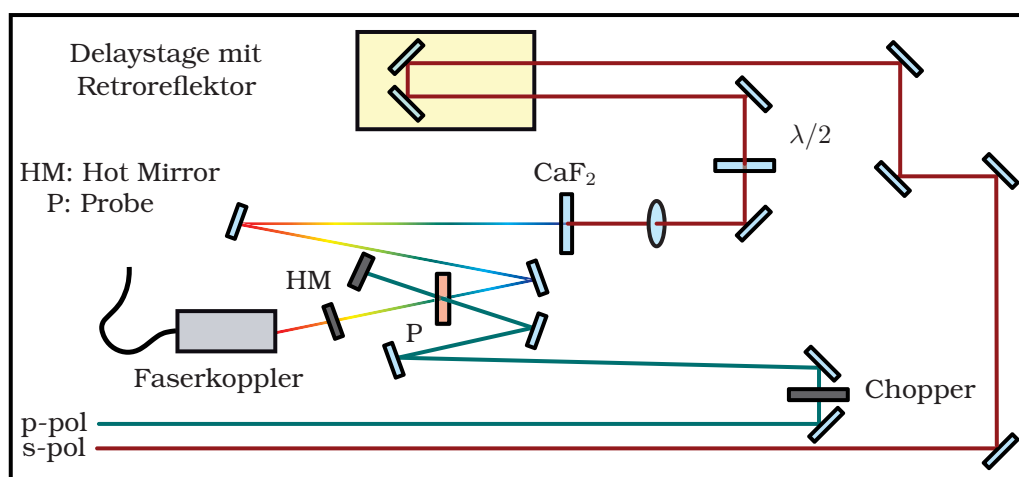 Delaystage mit
Retroreflektor
λ/2
HM: Hot Mirror
P: Probe
CaF₂
HM
P
Faserkoppler
Chopper
p-pol
s-pol